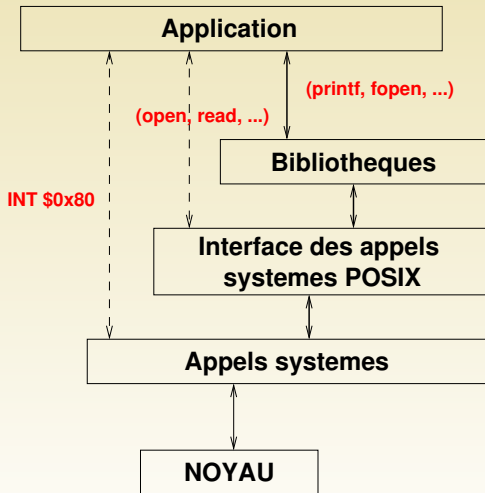 Application
(printf, fopen, ...)
(open, read, ...)
Bibliotheques
INT $0x80
Interface des appels
systemes POSIX
Appels systemes
NOYAU